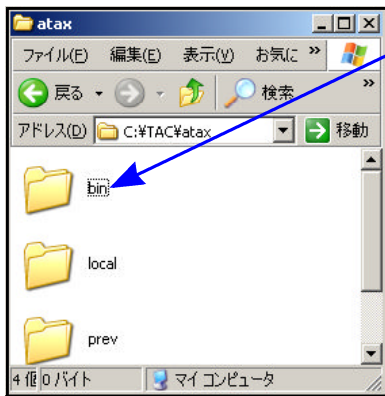 atax
ファイル(F) 編集(E) 表示(V) お気に »
戻る 検索 »
アドレス(D) C:¥TAC¥atax 移動
bin
local
prev
4 個 0 バイト マイ コンピュータ